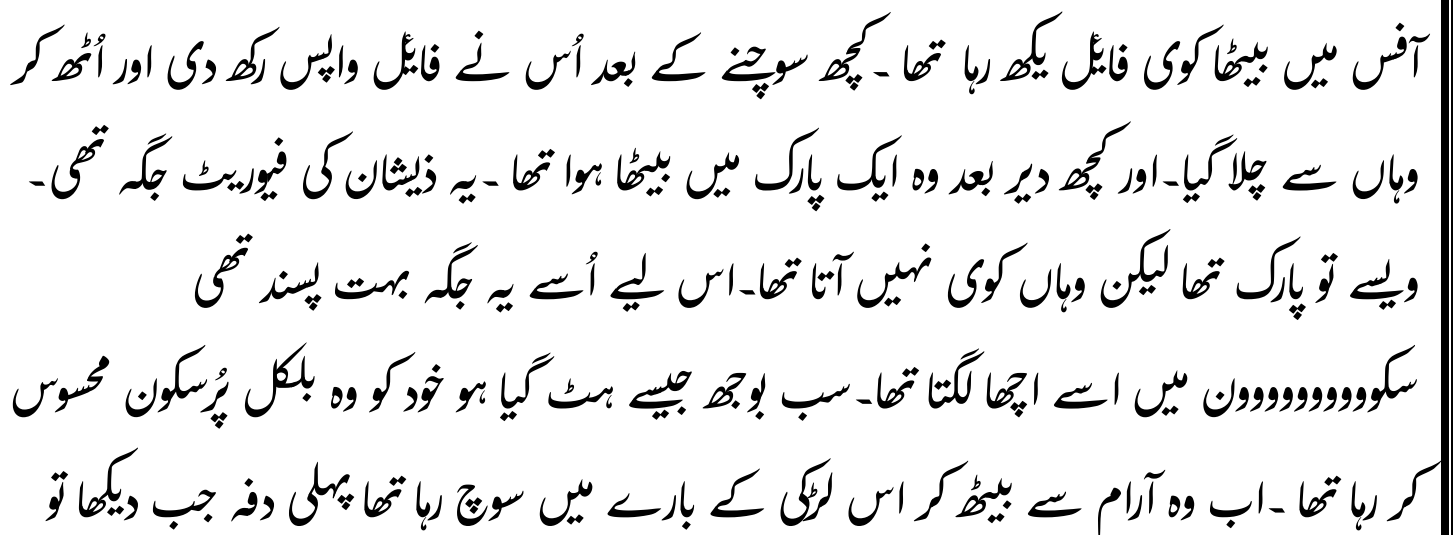 آفس میں بیٹھا کوی فایٔل یکھ رہا تھا ۔ کچھ سوچنے کے بعد اُس نے فایٔل واپس رکھ دی اور اُٹھ کر
وہاں سے چلا گیا۔اور کچھ دیر بعد وہ ایک پارک میں بیٹھا ہوا تھا ۔یہ ذیشان کی فیوریٹ جگہ تھی۔
ویسے تو پارک تھا لیکن وہاں کوی نہیں آتا تھا۔اس لیے اُسے یہ جگہ بہت پسند تھی
سکوووووووووون میں اسے اچھا لگتا تھا۔سب بوجھ جیسے ہٹ گیا ہو خود کو وہ بلکل پُرسکون محسوس
کر رہا تھا ۔اب وہ آرام سے بیٹھ کر اس لڑکی کے بارے میں سوچ رہا تھا پہلی دفہ جب دیکھا تو